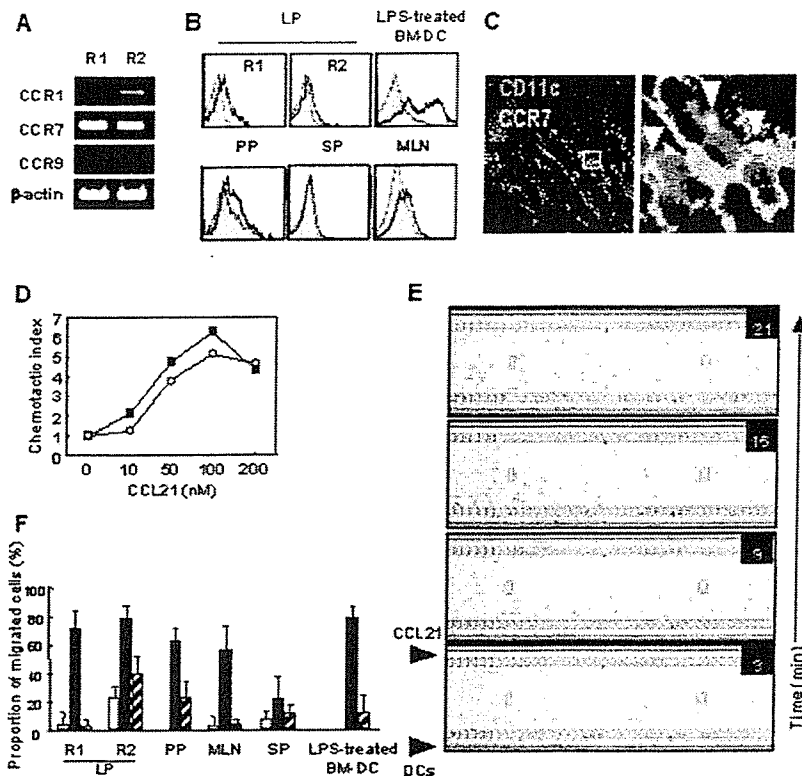 A
R1 R2
CCR1
CCR7
CCR9
β-actin
B
LP
LPS-treated
BM-DC
R1
R2
PP SP MLN
C
CD11c
CCR7
D
Chemotactic index
7
6
5
4
3
2
1
0
0 10 50 100 200
CCL21 (nM)
E
21
15
9
3
CCL21
DCs
Time (min)
F
Proportion of migrated cells (%)
100
80
60
40
20
0
R1 R2 PP MLN SP LPS-treated
LP
BM-DC